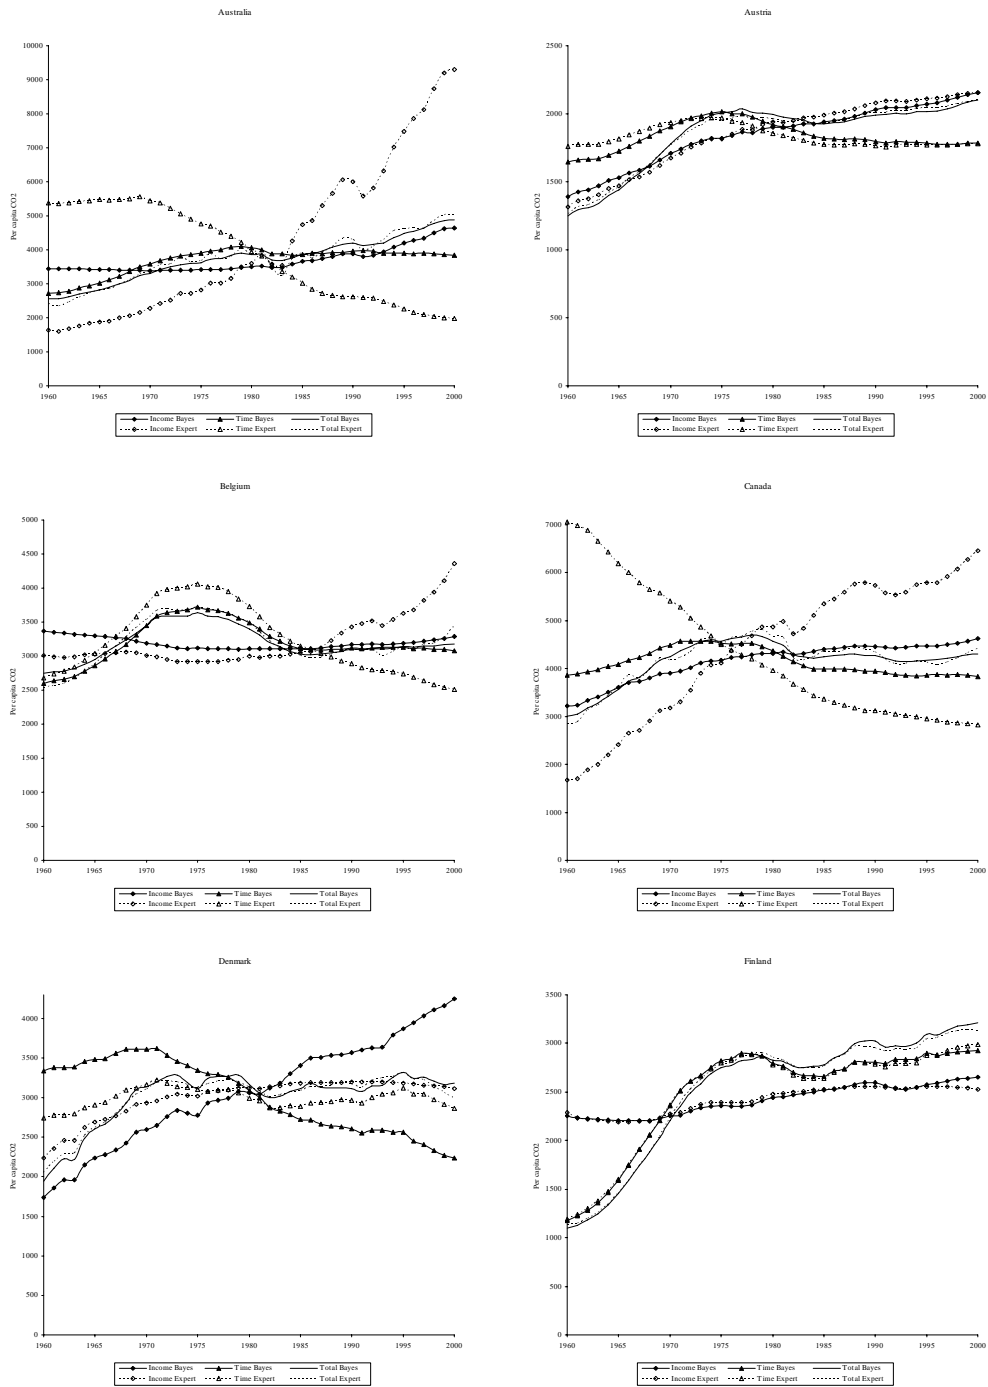 Australia
10000
9000
8000
7000
6000
5000
4000
3000
2000
1000
0
Per capita CO2
1960 1965 1970 1975 1980 1985 1990 1995 2000
Income Bayes Time Bayes Total Bayes
Income Expert Time Expert Total Expert
Austria
2500
2000
1500
1000
500
0
1960 1965 1970 1975 1980 1985 1990 1995 2000
Income Bayes Time Bayes Total Bayes
Income Expert Time Expert Total Expert
Belgium
5000
4500
4000
3500
3000
2500
2000
1500
1000
500
0
Per capita CO2
1960 1965 1970 1975 1980 1985 1990 1995 2000
Income Bayes Time Bayes Total Bayes
Income Expert Time Expert Total Expert
Canada
7000
6000
5000
4000
3000
2000
1000
0
Per capita CO2
1960 1965 1970 1975 1980 1985 1990 1995 2000
Income Bayes Time Bayes Total Bayes
Income Expert Time Expert Total Expert
Denmark
4000
3500
3000
2500
2000
1500
1000
500
0
Per capita CO2
1960 1965 1970 1975 1980 1985 1990 1995 2000
Income Bayes Time Bayes Total Bayes
Income Expert Time Expert Total Expert
Finland
3500
3000
2500
2000
1500
1000
500
0
Per capita CO2
1960 1965 1970 1975 1980 1985 1990 1995 2000
Income Bayes Time Bayes Total Bayes
Income Expert Time Expert Total Expert